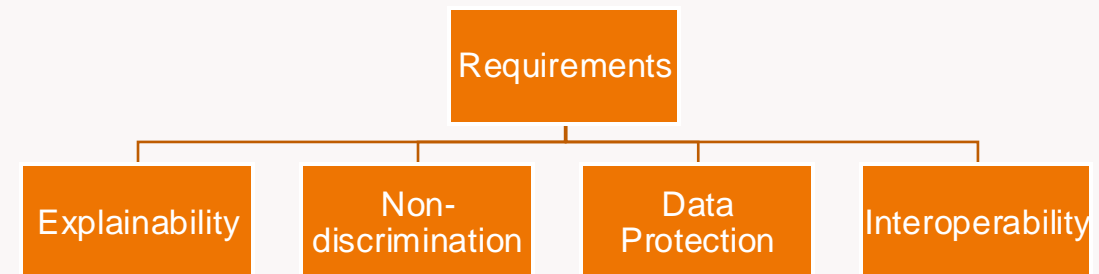 Requirements
Explainability
Non-
discrimination
Data
Protection
Interoperability